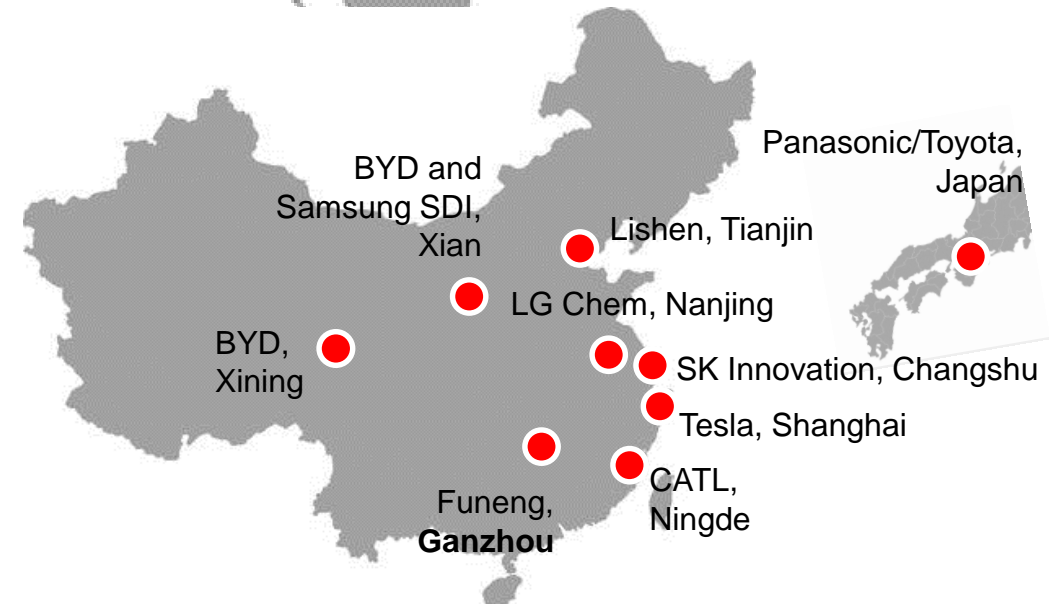 Panasonic/Toyota,
Japan
BYD and
Samsung SDI,
Xian
Lishen, Tianjin
LG Chem, Nanjing
BYD,
Xining
SK Innovation, Changshu
Tesla, Shanghai
CATL,
Ningde
Funeng,
Ganzhou